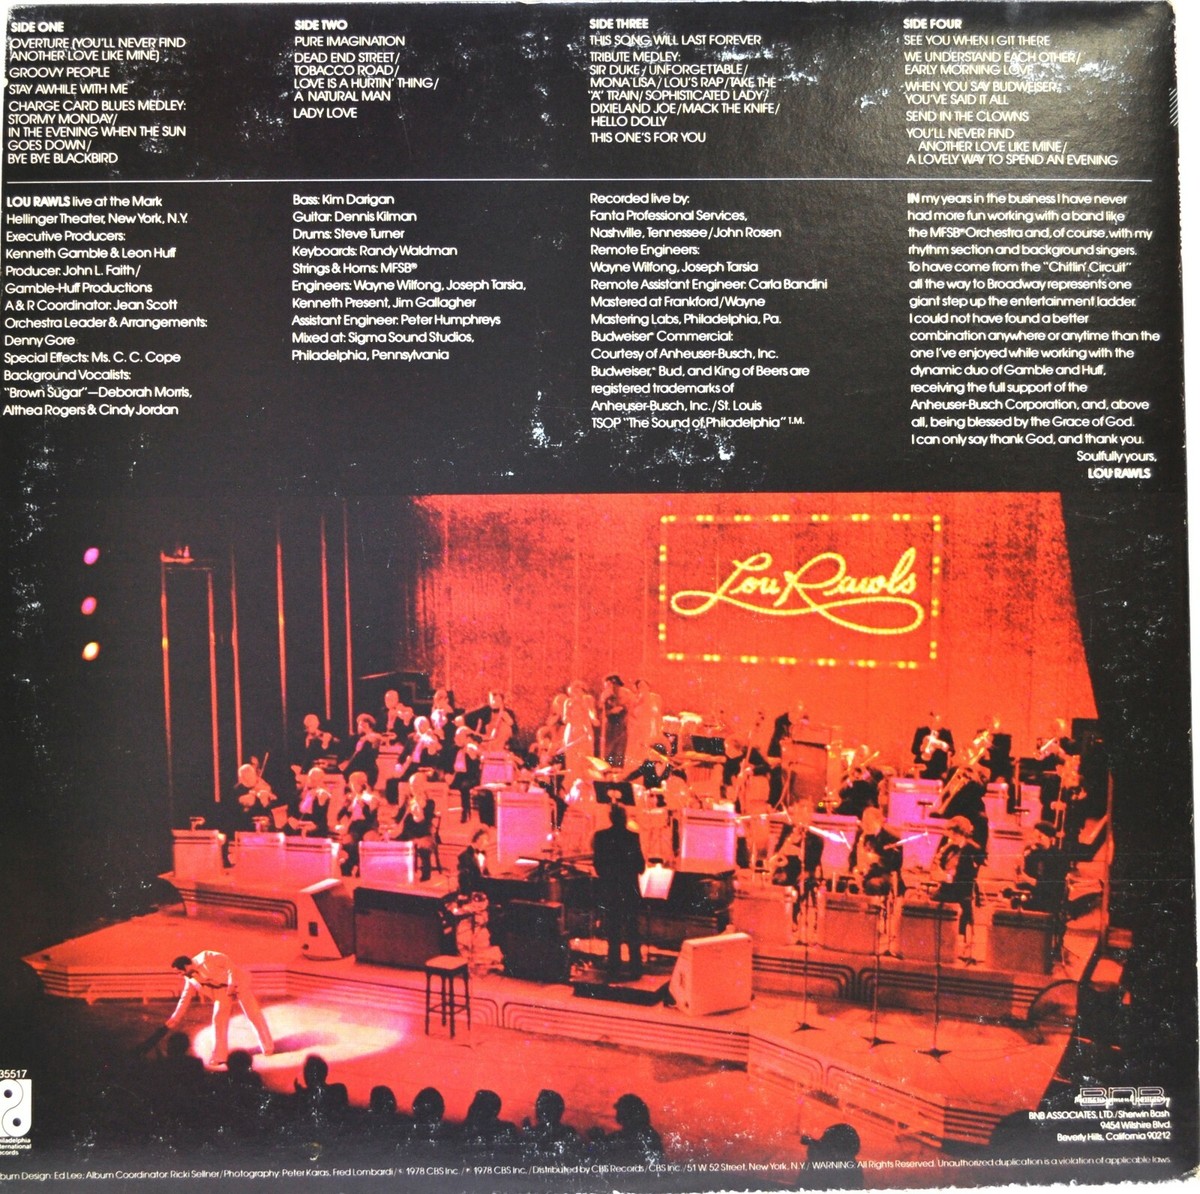 SIDE ONE
OVERTURE (YOU'LL NEVER FIND
ANOTHER LOVE LIKE MINE)
GROOVY PEOPLE
STAY AWHILE WITH ME
CHARGE CARD BLUES MEDLEY:
STORMY MONDAY/
IN THE EVENING WHEN THE SUN
GOES DOWN/
BYE BYE BLACKBIRD
SIDE TWO
PURE IMAGINATION
DEAD END STREET/
TOBACCO ROAD/
LOVE IS A HURTIN' THING/
A NATURAL MAN
LADY LOVE
SIDE THREE
THIS SONG WILL LAST FOREVER
TRIBUTE MEDLEY:
SIR DUKE/UNFORGETTABLE/
MONA LISA/LOU'S RAP/TAKE THE
"A" TRAIN/SOPHISTICATED LADY/
DIXIELAND JOE/MACK THE KNIFE/
HELLO DOLLY
THIS ONE'S FOR YOU
SIDE FOUR
SEE YOU WHEN I GIT THERE
WE UNDERSTAND EACH OTHER/
EARLY MORNING LOVE
WHEN YOU SAY BUDWEISER,
YOU'VE SAID IT ALL
SEND IN THE CLOWNS
YOU'LL NEVER FIND
ANOTHER LOVE LIKE MINE/
A LOVELY WAY TO SPEND AN EVENING
LOU RAWLS live at the Mark
Hellinger Theater, New York, N.Y.
Executive Producers:
Kenneth Gamble & Leon Huff
Producer: John L. Faith/
Gamble-Huff Productions
A & R Coordinator: Jean Scott
Orchestra Leader & Arrangements:
Denny Gore
Special Effects: Ms. C. C. Cope
Background Vocalists:
"Brown Sugar"—Deborah Morris,
Althea Rogers & Cindy Jordan
Bass: Kim Darigan
Guitar: Dennis Kilman
Drums: Steve Turner
Keyboards: Randy Waldman
Strings & Horns: MFSB®
Engineers: Wayne Wilfong, Joseph Tarsia,
Kenneth Present, Jim Gallagher
Assistant Engineer: Peter Humphreys
Mixed at: Sigma Sound Studios,
Philadelphia, Pennsylvania
Recorded live by:
Fanta Professional Services,
Nashville, Tennessee/John Rosen
Remote Engineers:
Wayne Wilfong, Joseph Tarsia
Remote Assistant Engineer: Carla Bandini
Mastered at Frankford/Wayne
Mastering Labs, Philadelphia, Pa.
Budweiser® Commercial:
Courtesy of Anheuser-Busch, Inc.
Budweiser,® Bud, and King of Beers are
registered trademarks of
Anheuser-Busch, Inc./St. Louis
TSOP "The Sound of Philadelphia" T.M.
IN my years in the business I have never
had more fun working with a band like
the MFSB® Orchestra and, of course, with my
rhythm section and background singers.
To have come from the "Chitlin' Circuit"
all the way to Broadway represents one
giant step up the entertainment ladder.
I could not have found a better
combination anywhere or anytime than the
one I've enjoyed while working with the
dynamic duo of Gamble and Huff,
receiving the full support of the
Anheuser-Busch Corporation, and, above
all, being blessed by the Grace of God.
I can only say thank God, and thank you.
Soulfully yours,
LOU RAWLS
Lou Rawls
35517
iladelphia
ternational
ecords
BNB
BNB ASSOCIATES, LTD./Sherwin Bash
9454 Wilshire Blvd.
Beverly Hills, California 90212
bum Design: Ed Lee; Album Coordinator: Ricki Sellner/Photography: Peter Karas, Fred Lombardi/© 1978 CBS Inc./℗ 1978 CBS Inc./Distributed by CBS Records/CBS Inc./51 W 52 Street, New York, N.Y./WARNING: All Rights Reserved. Unauthorized duplication is a violation of applicable laws.